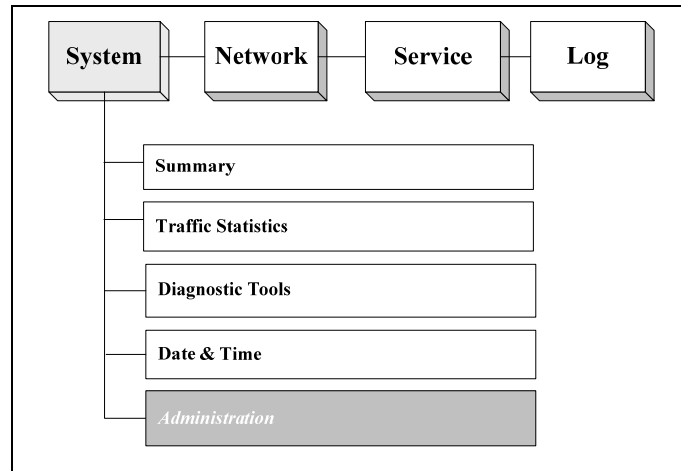 System Network Service Log
Summary
Traffic Statistics
Diagnostic Tools
Date & Time
Administration